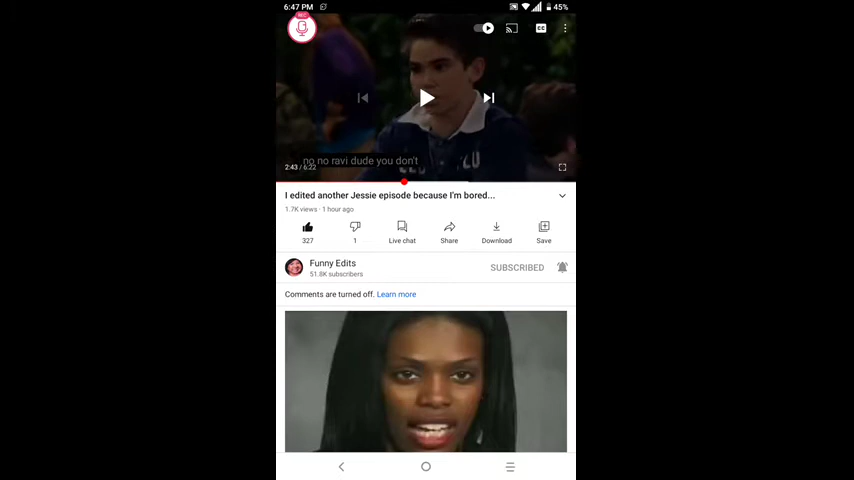 6:47 PM
45%
REC
CC
no no ravi dude you don't
2:43 / 6:22
I edited another Jessie episode because I'm bored...
1.7K views · 1 hour ago
327
1
Live chat
Share
Download
Save
Funny Edits
51.8K subscribers
SUBSCRIBED
Comments are turned off. Learn more